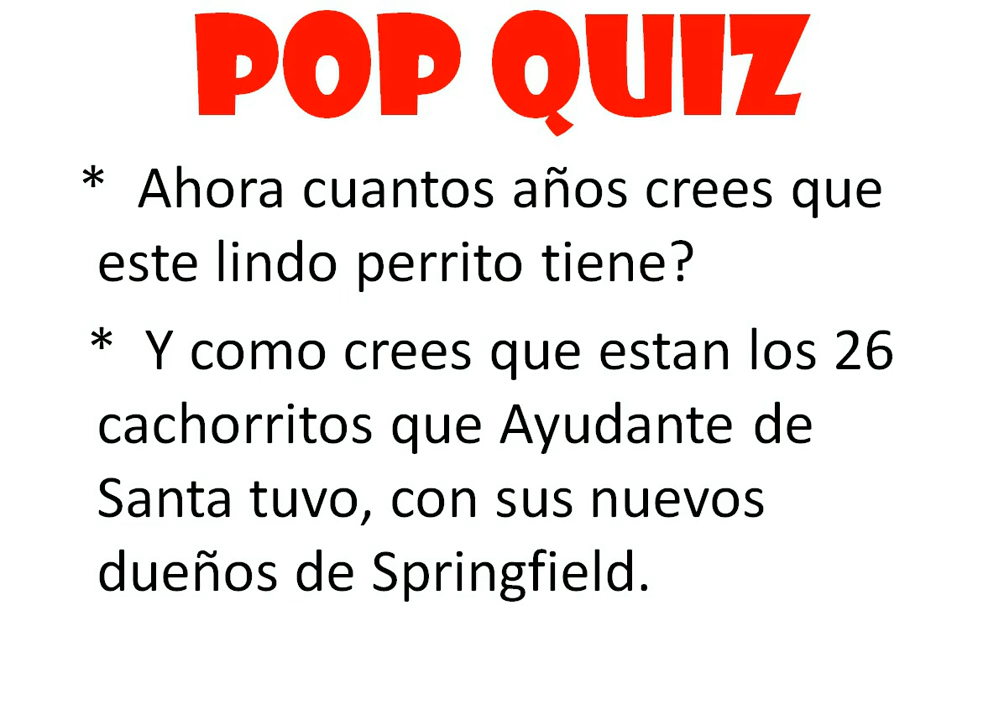 POP QUIZ
* Ahora cuantos años crees que
este lindo perrito tiene?
* Y como crees que estan los 26
cachorritos que Ayudante de
Santa tuvo, con sus nuevos
dueños de Springfield.